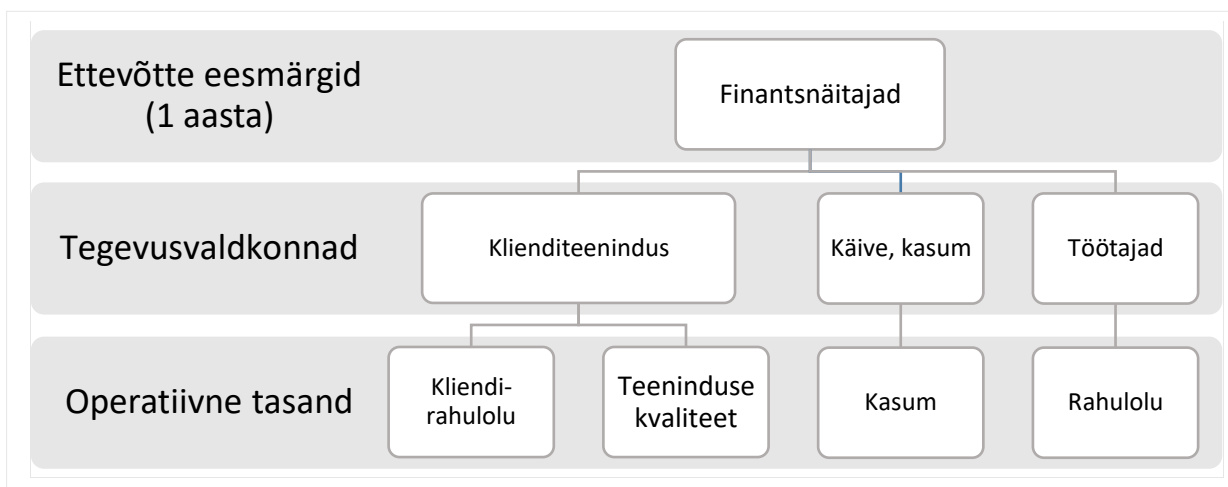 Ettevõtte eesmärgid
(1 aasta)
Finantsnäitajad
Tegevusvaldkonnad
Klienditeenindus
Käive, kasum
Töötajad
Operatiivne tasand
Kliendi-
rahulolu
Teeninduse
kvaliteet
Kasum
Rahulolu